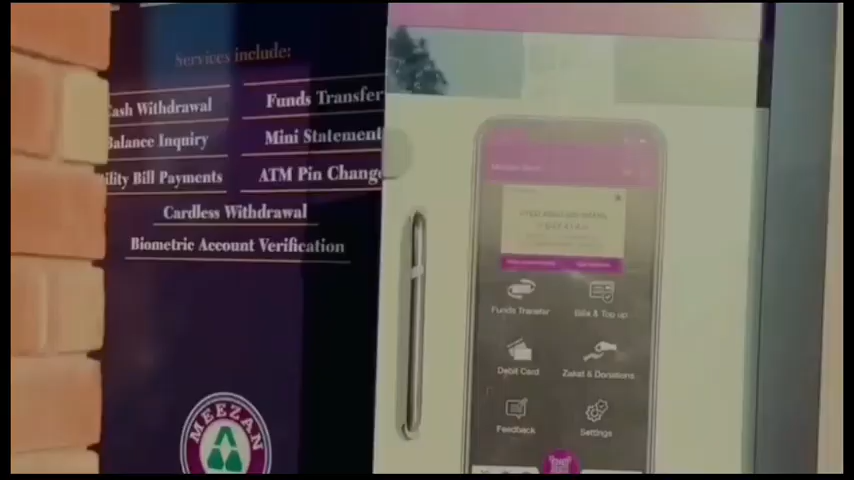 Services include:
Cash Withdrawal
Funds Transfer
Balance Inquiry
Mini Statement
ility Bill Payments
ATM Pin Change
Cardless Withdrawal
Biometric Account Verification
MEEZAN
Funds Transfer
Bills & Top up
Debit Card
Zakat & Donations
Feedback
Settings